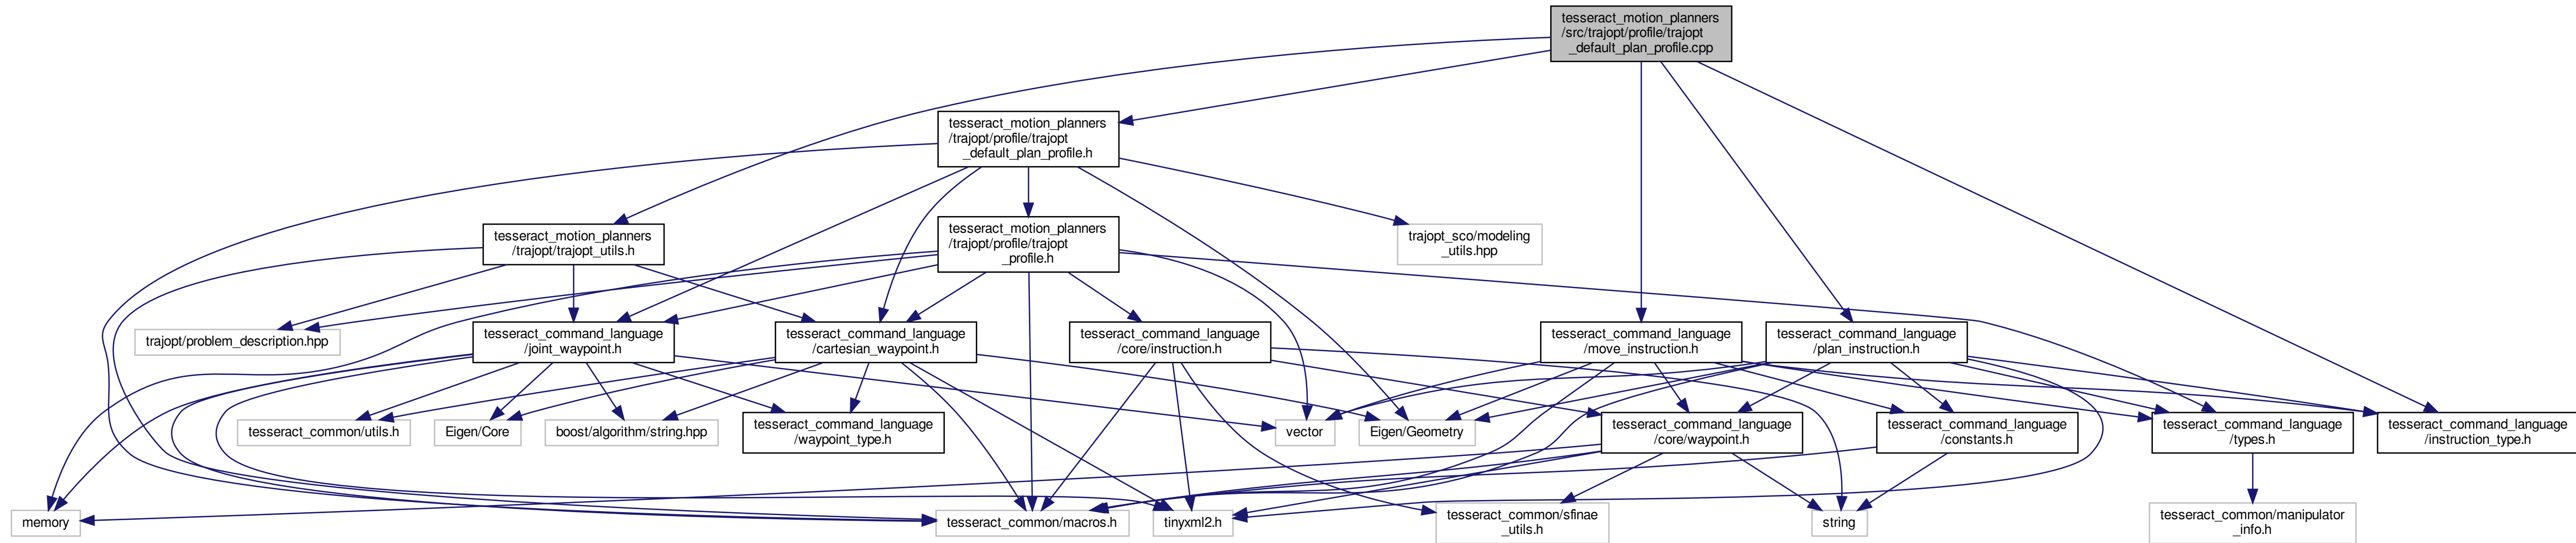 tesseract_motion_planners
/src/trajopt/profile/trajopt
_default_plan_profile.cpp
tesseract_motion_planners
/trajopt/profile/trajopt
_default_plan_profile.h
tesseract_motion_planners
/trajopt/trajopt_utils.h
tesseract_motion_planners
/trajopt/profile/trajopt
_profile.h
trajopt_sco/modeling
_utils.hpp
trajopt/problem_description.hpp
tesseract_command_language
/joint_waypoint.h
tesseract_command_language
/cartesian_waypoint.h
tesseract_command_language
/core/instruction.h
tesseract_command_language
/move_instruction.h
tesseract_command_language
/plan_instruction.h
tesseract_common/utils.h
Eigen/Core
boost/algorithm/string.hpp
tesseract_command_language
/waypoint_type.h
vector
Eigen/Geometry
tesseract_command_language
/core/waypoint.h
tesseract_command_language
/constants.h
tesseract_command_language
/types.h
tesseract_command_language
/instruction_type.h
memory
tesseract_common/macros.h
tinyxml2.h
tesseract_common/sfinae
_utils.h
string
tesseract_common/manipulator
_info.h